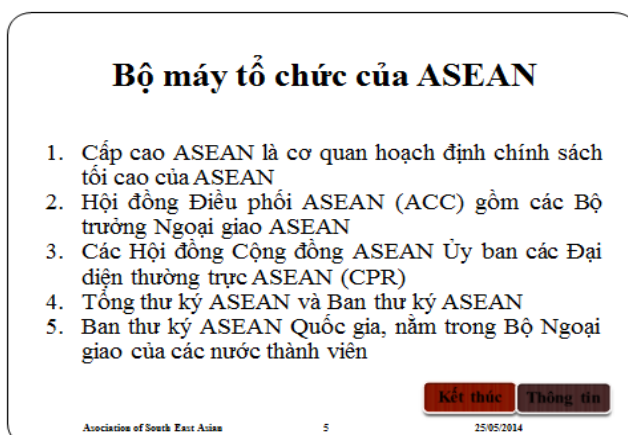 Bộ máy tổ chức của ASEAN
1. Cấp cao ASEAN là cơ quan hoạch định chính sách
tối cao của ASEAN
2. Hội đồng Điều phối ASEAN (ACC) gồm các Bộ
trưởng Ngoại giao ASEAN
3. Các Hội đồng Cộng đồng ASEAN Ủy ban các Đại
diện thường trực ASEAN (CPR)
4. Tổng thư ký ASEAN và Ban thư ký ASEAN
5. Ban thư ký ASEAN Quốc gia, nằm trong Bộ Ngoại
giao của các nước thành viên
Kết thúc Thông tin
Asociation of South East Asian 5 25/05/2014